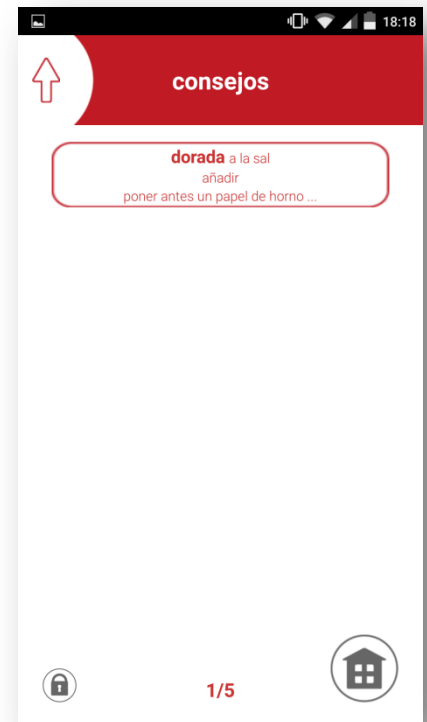 18:18
consejos
dorada a la sal
añadir
poner antes un papel de horno ...
1/5